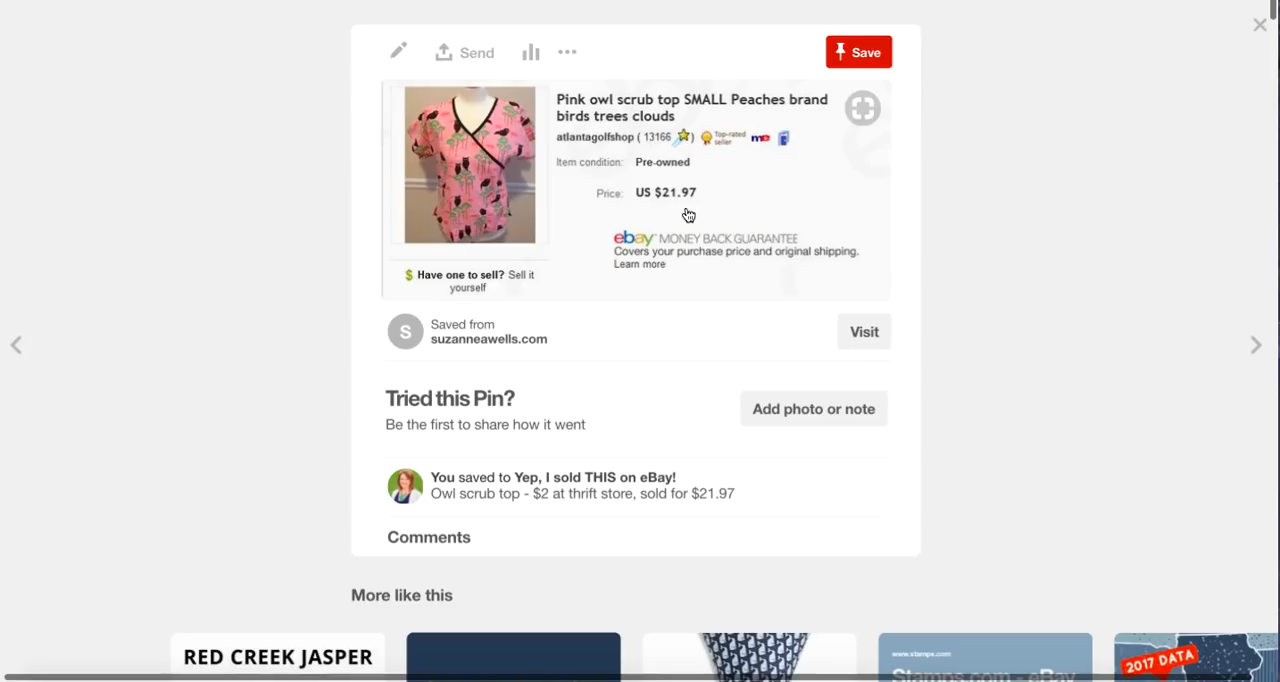 Send
Save
Pink owl scrub top SMALL Peaches brand
birds trees clouds
atlantagolfshop ( 13166 ) Top-rated seller me
Item condition: Pre-owned
Price: US $21.97
ebay MONEY BACK GUARANTEE
Covers your purchase price and original shipping.
Learn more
$ Have one to sell? Sell it
yourself
S
Saved from
suzanneawells.com
Visit
Tried this Pin?
Be the first to share how it went
Add photo or note
You saved to Yep, I sold THIS on eBay!
Owl scrub top - $2 at thrift store, sold for $21.97
Comments
More like this
RED CREEK JASPER
www.stamps.com
Stamps.com - eBay
2017 DATA